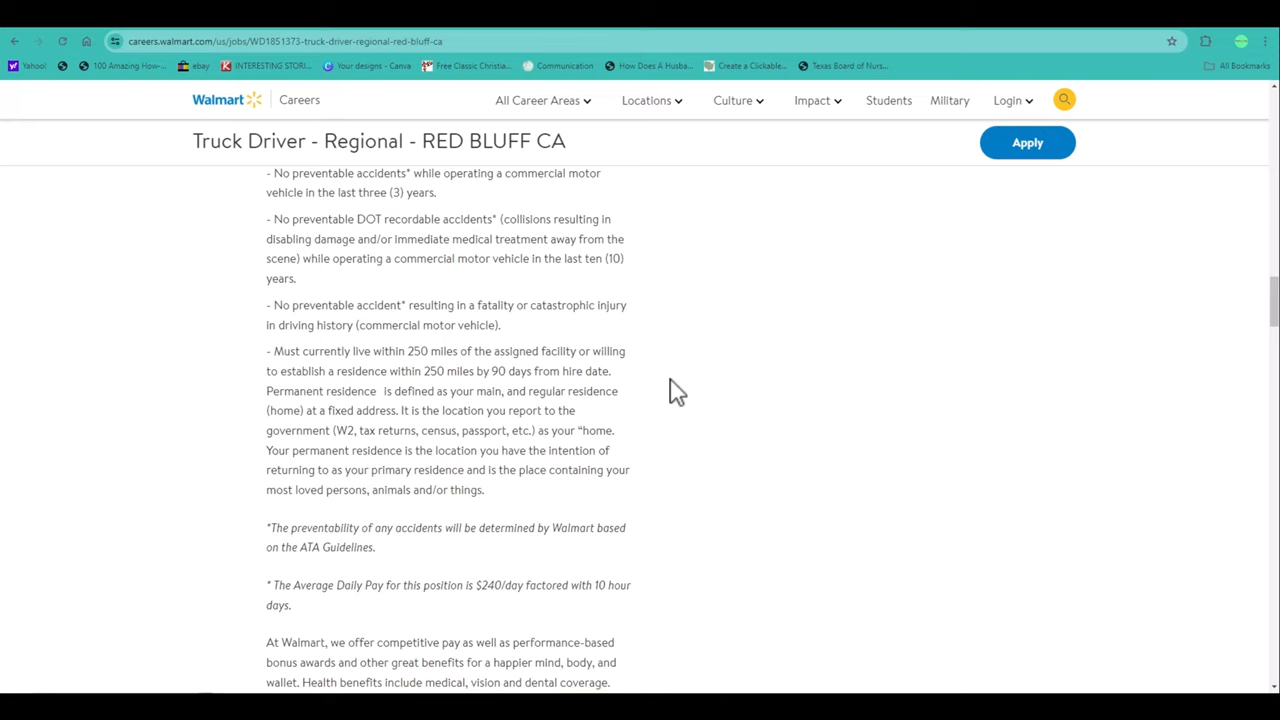 careers.walmart.com/us/jobs/WD1851373-truck-driver-regional-red-bluff-ca
Yahoo! 100 Amazing How-... ebay INTERESTING STORI... Your designs - Canva Free Classic Christia... Communication How Does A Husba... Create a Clickable... Texas Board of Nurs... All Bookmarks
Walmart Careers All Career Areas Locations Culture Impact Students Military Login
Truck Driver - Regional - RED BLUFF CA Apply
- No preventable accidents* while operating a commercial motor
vehicle in the last three (3) years.
- No preventable DOT recordable accidents* (collisions resulting in
disabling damage and/or immediate medical treatment away from the
scene) while operating a commercial motor vehicle in the last ten (10)
years.
- No preventable accident* resulting in a fatality or catastrophic injury
in driving history (commercial motor vehicle).
- Must currently live within 250 miles of the assigned facility or willing
to establish a residence within 250 miles by 90 days from hire date.
Permanent residence is defined as your main, and regular residence
(home) at a fixed address. It is the location you report to the
government (W2, tax returns, census, passport, etc.) as your “home.
Your permanent residence is the location you have the intention of
returning to as your primary residence and is the place containing your
most loved persons, animals and/or things.
*The preventability of any accidents will be determined by Walmart based
on the ATA Guidelines.
* The Average Daily Pay for this position is $240/day factored with 10 hour
days.
At Walmart, we offer competitive pay as well as performance-based
bonus awards and other great benefits for a happier mind, body, and
wallet. Health benefits include medical, vision and dental coverage.